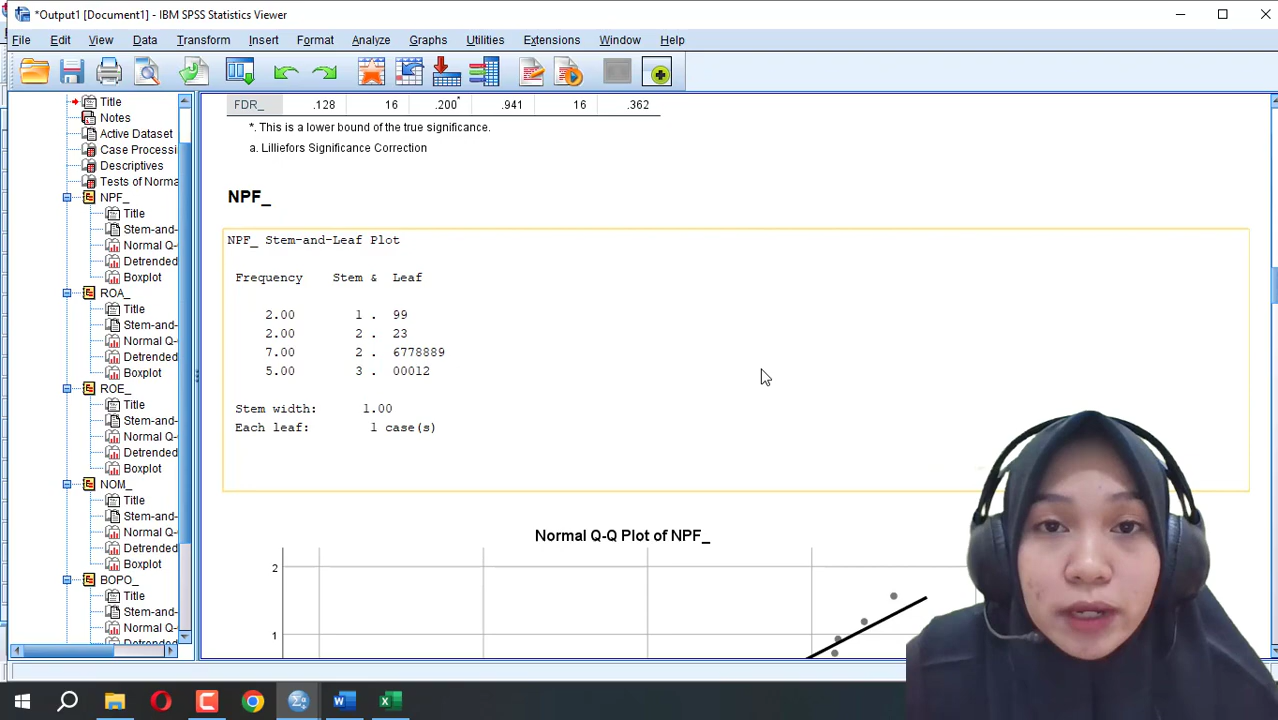 *Output1 [Document1] - IBM SPSS Statistics Viewer
File Edit View Data Transform Insert Format Analyze Graphs Utilities Extensions Window Help
Title
Notes
Active Dataset
Case Processi
Descriptives
Tests of Norma
NPF_
Title
Stem-and-
Normal Q-
Detrended
Boxplot
ROA_
Title
Stem-and-
Normal Q-
Detrended
Boxplot
ROE_
Title
Stem-and-
Normal Q-
Detrended
Boxplot
NOM_
Title
Stem-and-
Normal Q-
Detrended
Boxplot
BOPO_
Title
Stem-and-
Normal Q-
FDR_ .128 16 .200* .941 16 .362
*. This is a lower bound of the true significance.
a. Lilliefors Significance Correction
NPF_
NPF_ Stem-and-Leaf Plot
Frequency Stem & Leaf
2.00 1 . 99
2.00 2 . 23
7.00 2 . 6778889
5.00 3 . 00012
Stem width: 1.00
Each leaf: 1 case(s)
Normal Q-Q Plot of NPF_
2
1